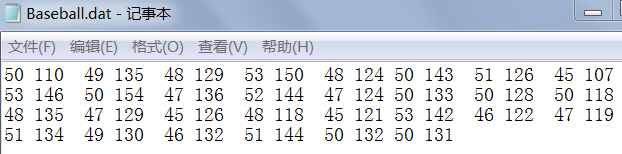 Baseball.dat - 记事本
文件(F) 编辑(E) 格式(O) 查看(V) 帮助(H)
50 110  49 135  48 129  53 150  48 124 50 143  51 126  45 107
53 146  50 154  47 136  52 144  47 124 50 133  50 128  50 118
48 135  47 129  45 126  48 118  45 121 53 142  46 122  47 119
51 134  49 130  46 132  51 144  50 132 50 131